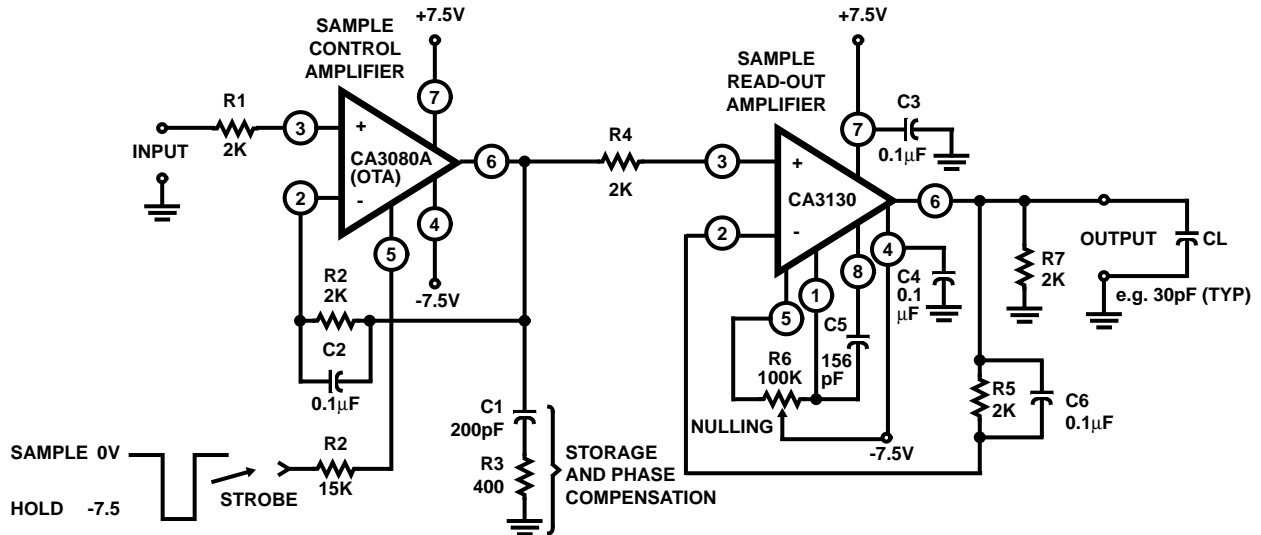 +7.5V
+7.5V
SAMPLE
CONTROL
AMPLIFIER
SAMPLE
READ-OUT
AMPLIFIER
7
7
C3
0.1μF
R1
2K
INPUT
3
+
CA3080A
(OTA)
6
R4
2K
3
+
CA3130
6
2
-
5
4
-7.5V
2
-
5
1
8
4
C4
0.1
μF
R7
2K
OUTPUT
CL
e.g. 30pF (TYP)
R2
2K
C2
0.1μF
C5
156
pF
R6
100K
NULLING
-7.5V
R5
2K
C6
0.1μF
C1
200pF
R3
400
STORAGE
AND PHASE
COMPENSATION
SAMPLE 0V
HOLD -7.5
STROBE
R2
15K